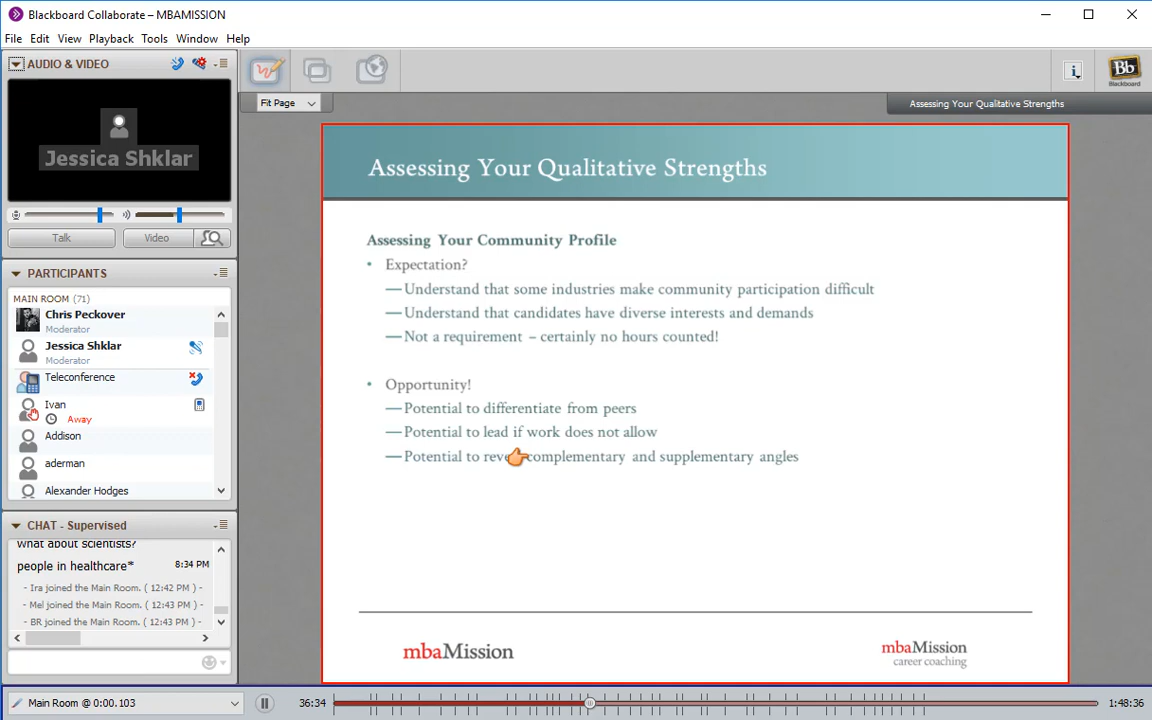 Blackboard Collaborate – MBAMISSION
File Edit View Playback Tools Window Help
AUDIO & VIDEO
Jessica Shklar
Talk
Video
PARTICIPANTS
MAIN ROOM (71)
Chris Peckover
Moderator
Jessica Shklar
Moderator
Teleconference
Ivan
Away
Addison
aderman
Alexander Hodges
CHAT - Supervised
what about scientists?
people in healthcare* 8:34 PM
- Ira joined the Main Room. ( 12:42 PM ) -
- Mel joined the Main Room. ( 12:43 PM ) -
- BR joined the Main Room. ( 12:43 PM ) -
Main Room @ 0:00.103
Fit Page
Bb
Blackboard
Assessing Your Qualitative Strengths
Assessing Your Qualitative Strengths
Assessing Your Community Profile
• Expectation?
—Understand that some industries make community participation difficult
—Understand that candidates have diverse interests and demands
—Not a requirement – certainly no hours counted!
• Opportunity!
—Potential to differentiate from peers
—Potential to lead if work does not allow
—Potential to complementary and supplementary angles
mbaMission
mbaMission
career coaching
36:34
1:48:36